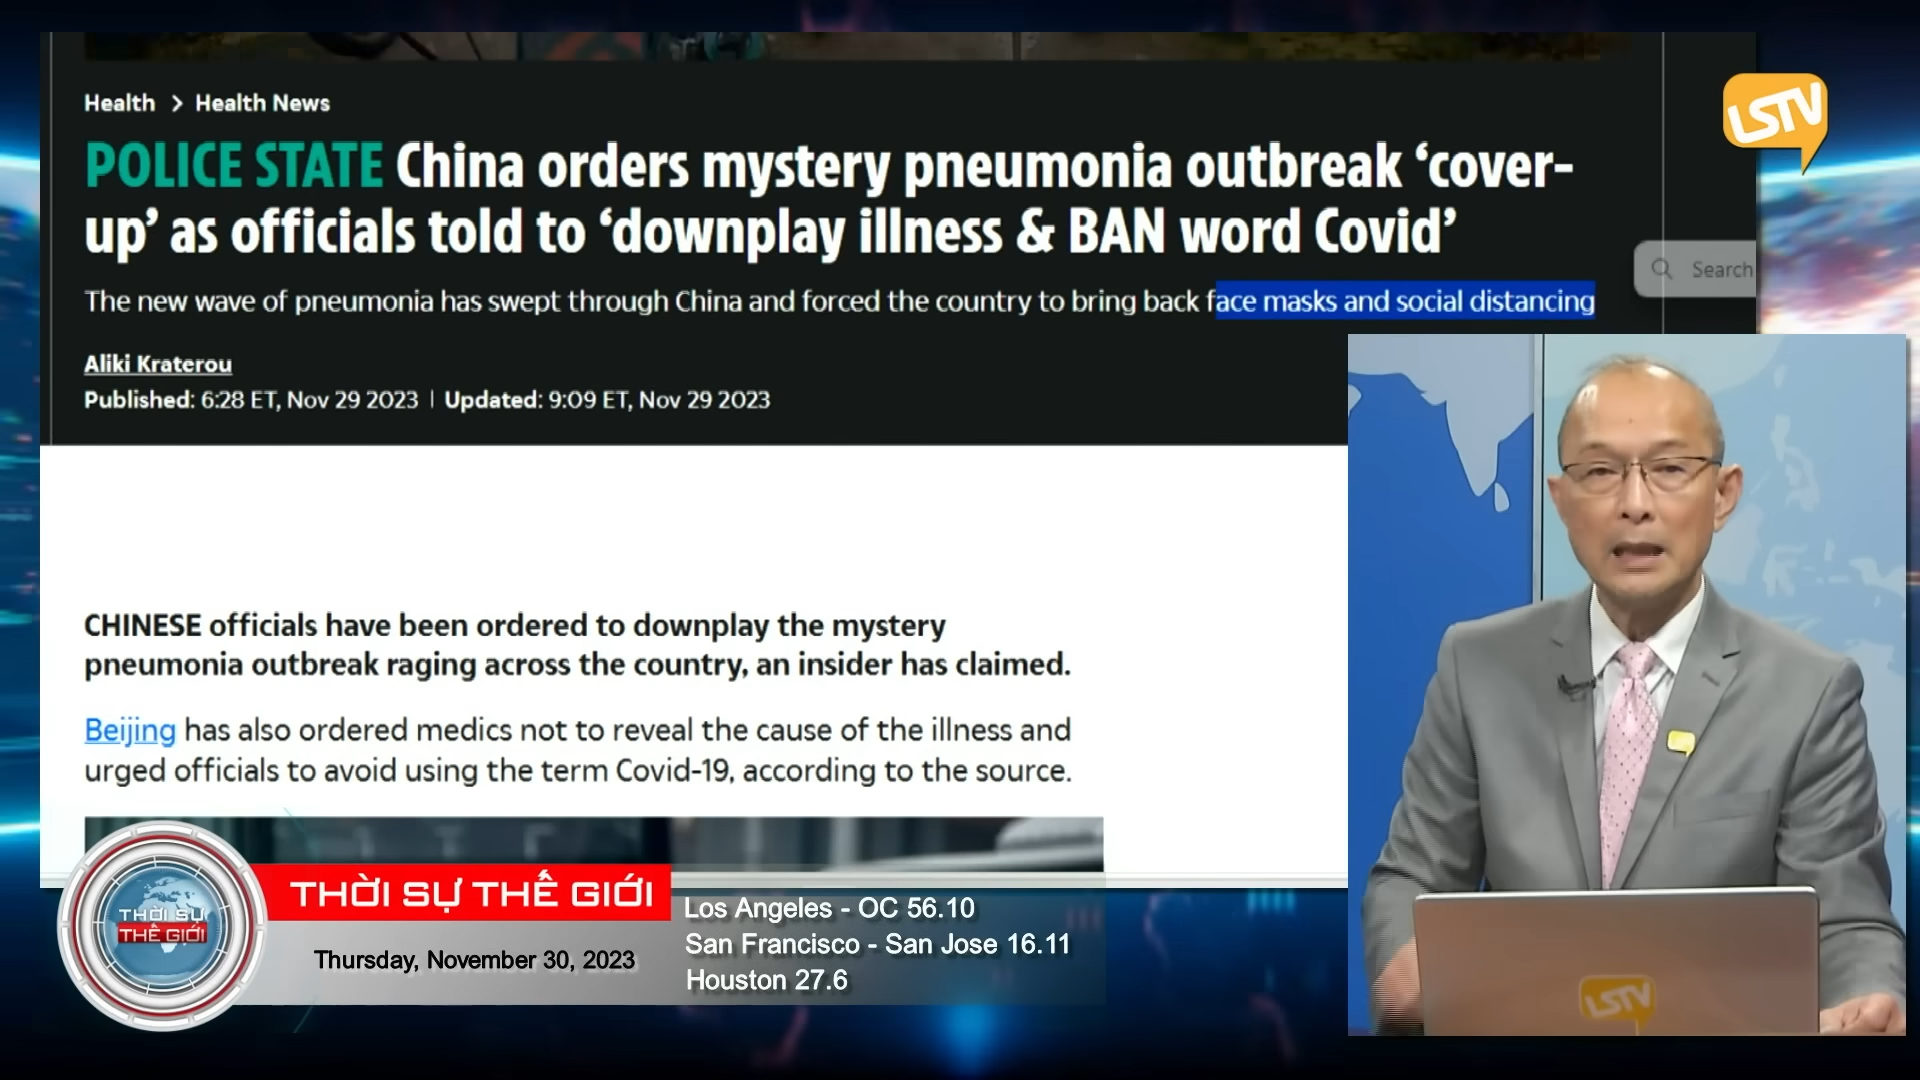 Health > Health News
LSTV
POLICE STATE China orders mystery pneumonia outbreak ‘cover-
up’ as officials told to ‘downplay illness & BAN word Covid’
Search
The new wave of pneumonia has swept through China and forced the country to bring back face masks and social distancing
Aliki Kraterou
Published: 6:28 ET, Nov 29 2023 | Updated: 9:09 ET, Nov 29 2023
CHINESE officials have been ordered to downplay the mystery
pneumonia outbreak raging across the country, an insider has claimed.
Beijing has also ordered medics not to reveal the cause of the illness and
urged officials to avoid using the term Covid-19, according to the source.
THỜI SỰ
THẾ GIỚI
THỜI SỰ THẾ GIỚI
Thursday, November 30, 2023
Los Angeles - OC 56.10
San Francisco - San Jose 16.11
Houston 27.6
LSTV